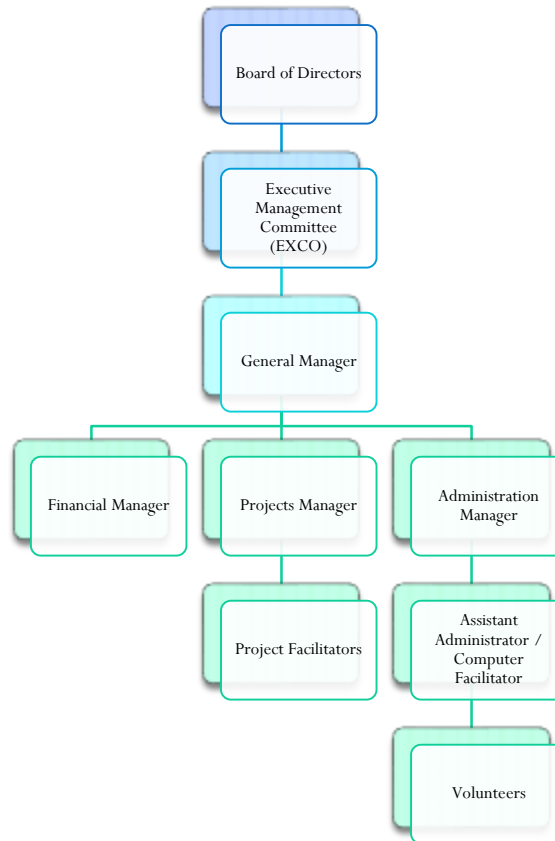 Board of Directors
Executive
Management
Committee
(EXCO)
General Manager
Financial Manager
Projects Manager
Administration
Manager
Project Facilitators
Assistant
Administrator /
Computer
Facilitator
Volunteers